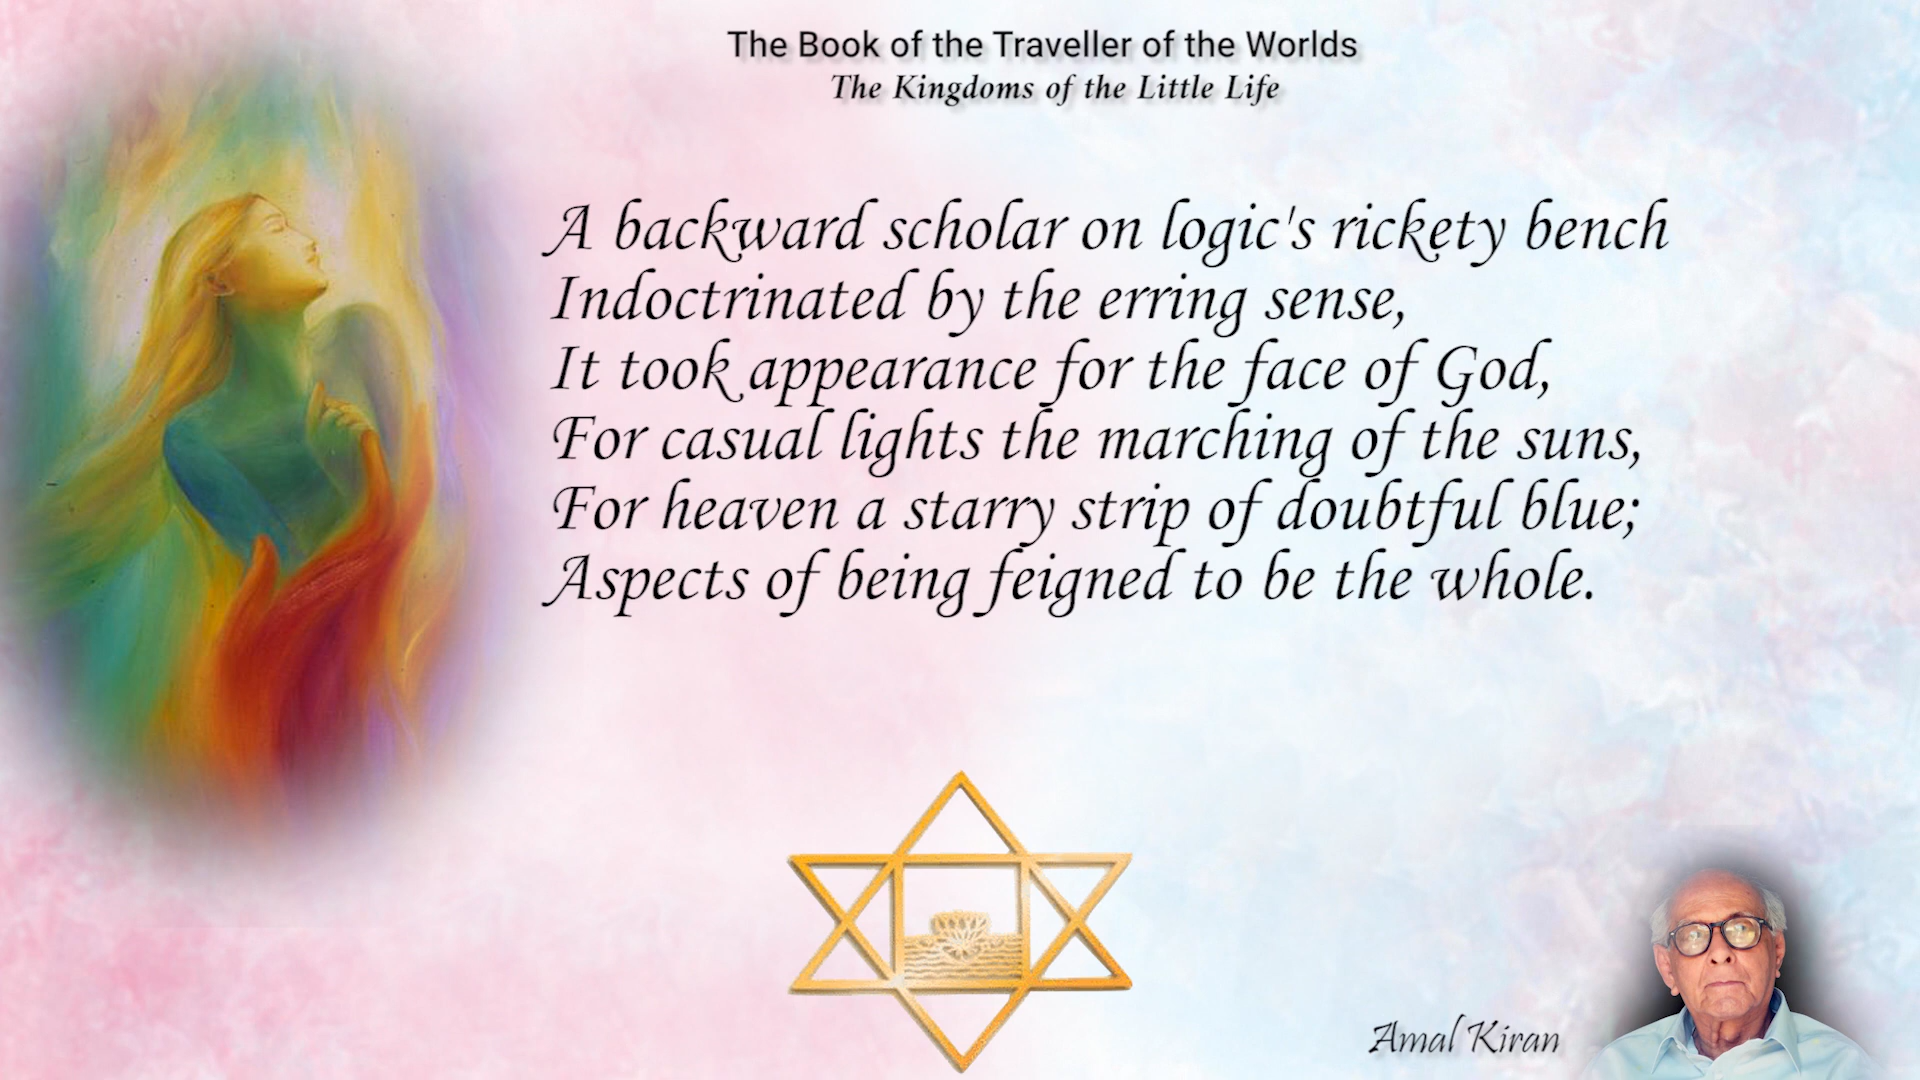 The Book of the Traveller of the Worlds
The Kingdoms of the Little Life
A backward scholar on logic's rickety bench
Indoctrinated by the erring sense,
It took appearance for the face of God,
For casual lights the marching of the suns,
For heaven a starry strip of doubtful blue;
Aspects of being feigned to be the whole.
Amal Kiran